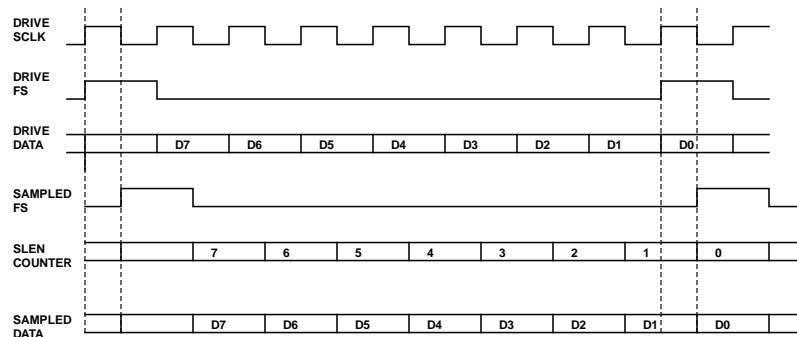 DRIVE
SCLK
DRIVE
FS
DRIVE
DATA
D7 D6 D5 D4 D3 D2 D1 D0
SAMPLED
FS
SLEN
COUNTER
7 6 5 4 3 2 1 0
SAMPLED
DATA
D7 D6 D5 D4 D3 D2 D1 D0